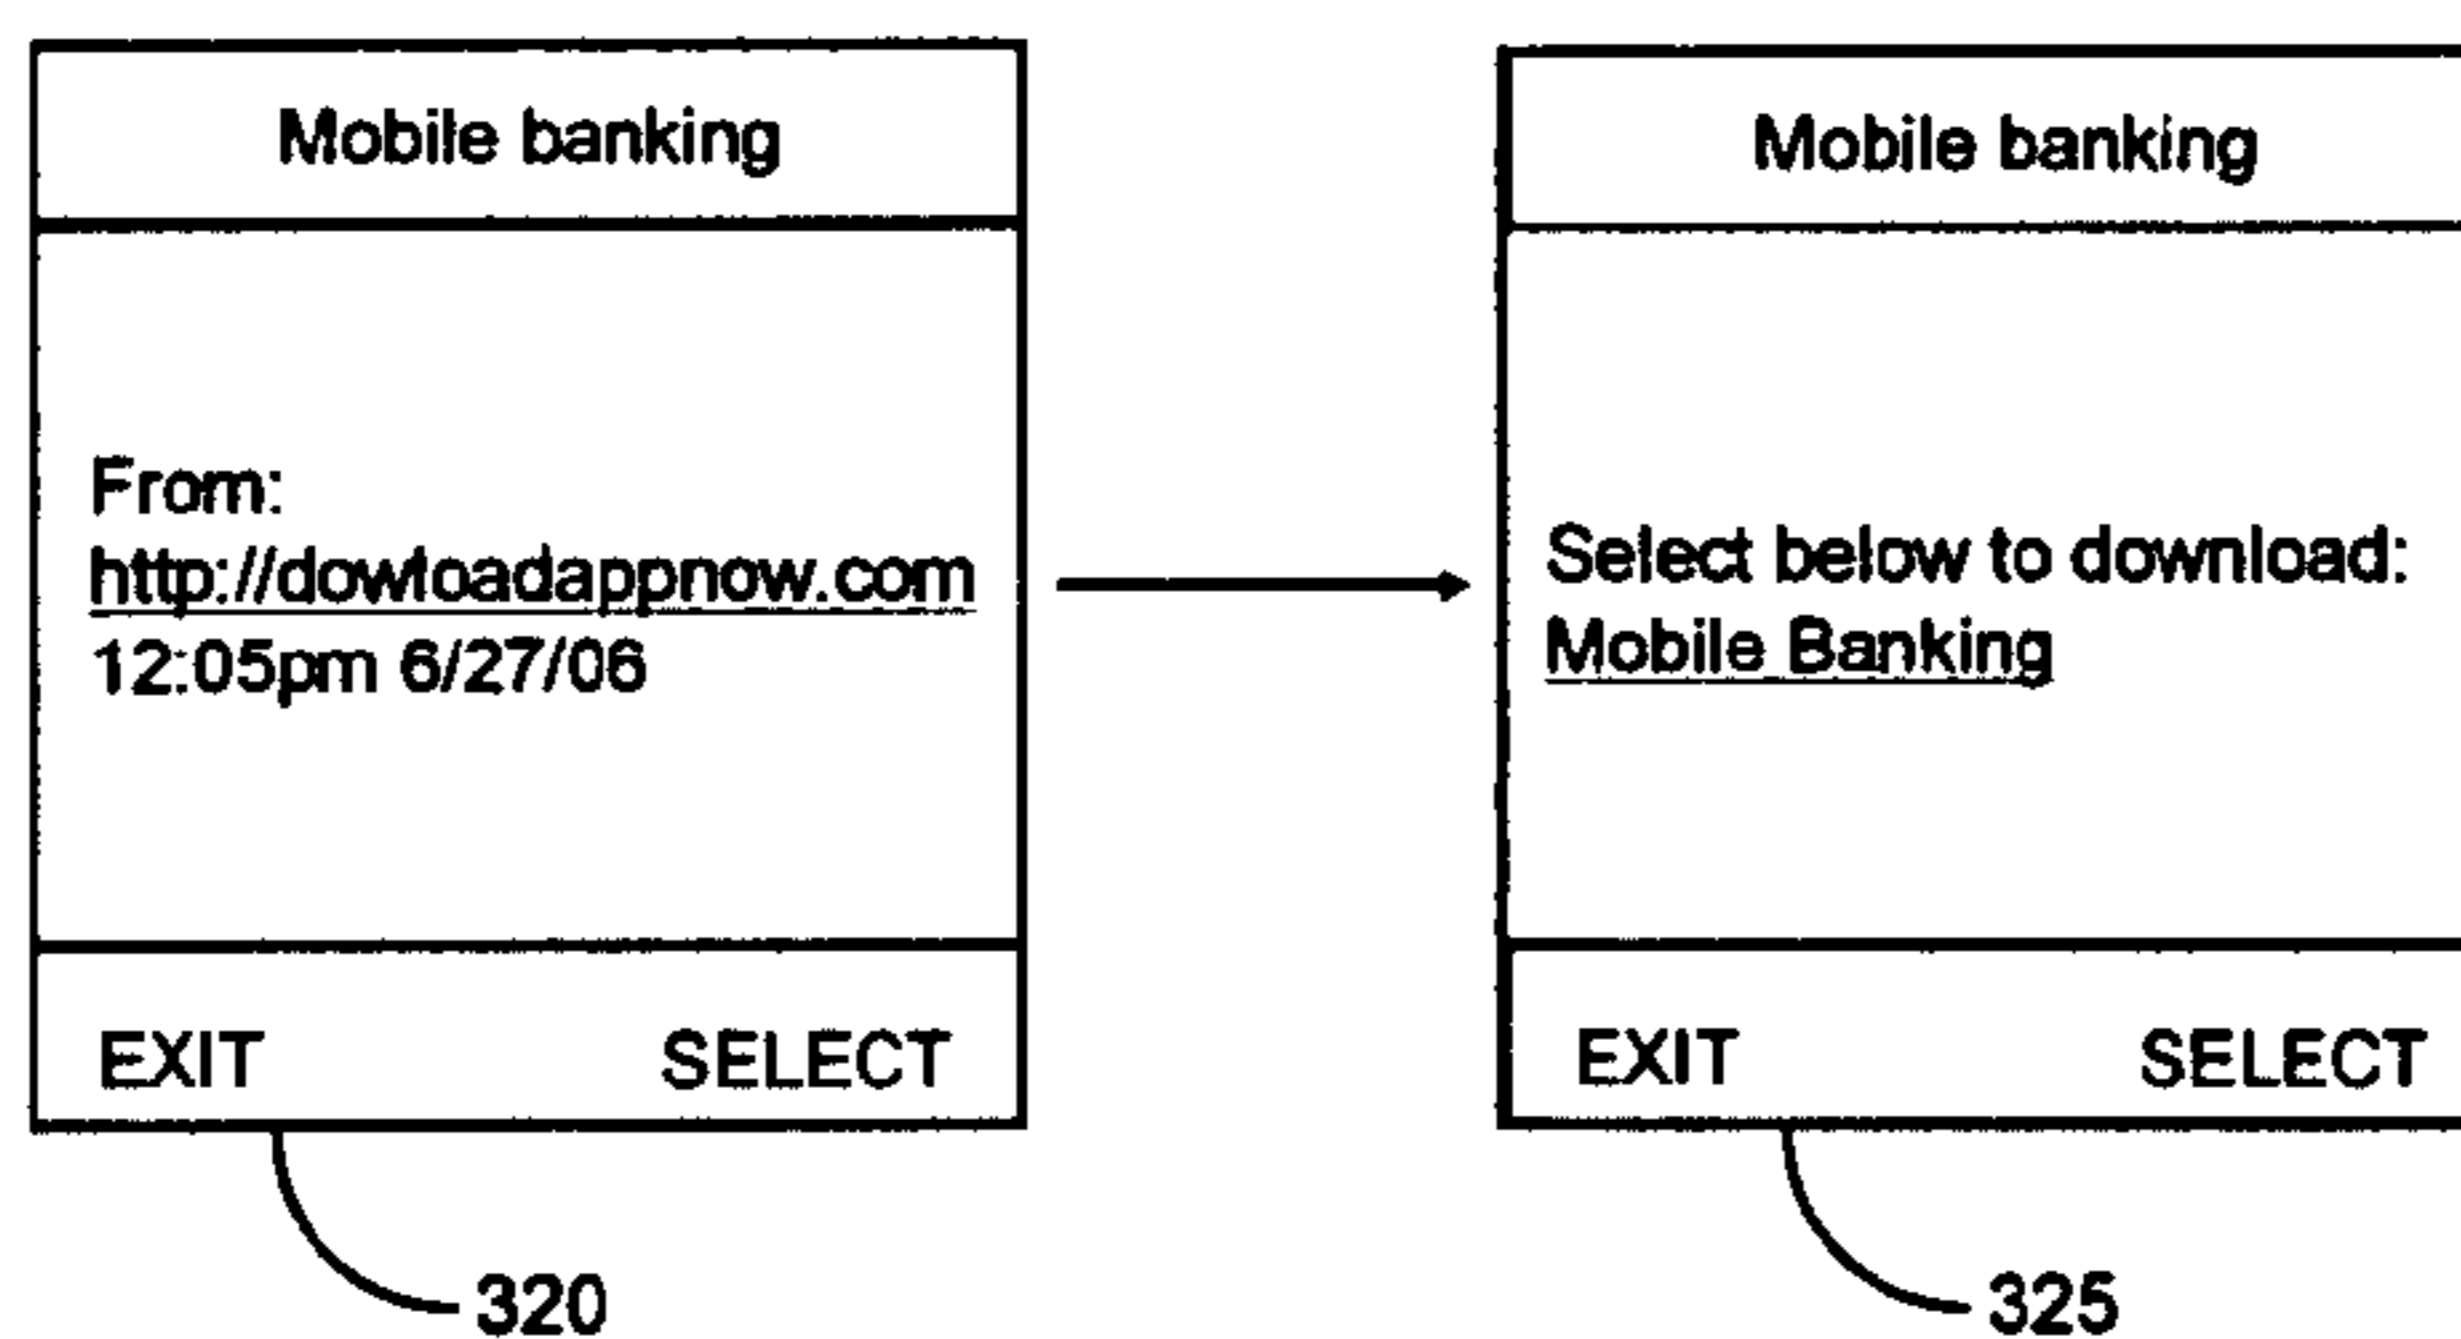 Mobile banking
From:
http://dowloadappnow.com
12:05pm 6/27/06
EXIT SELECT
320
Mobile banking
Select below to download:
Mobile Banking
EXIT SELECT
325